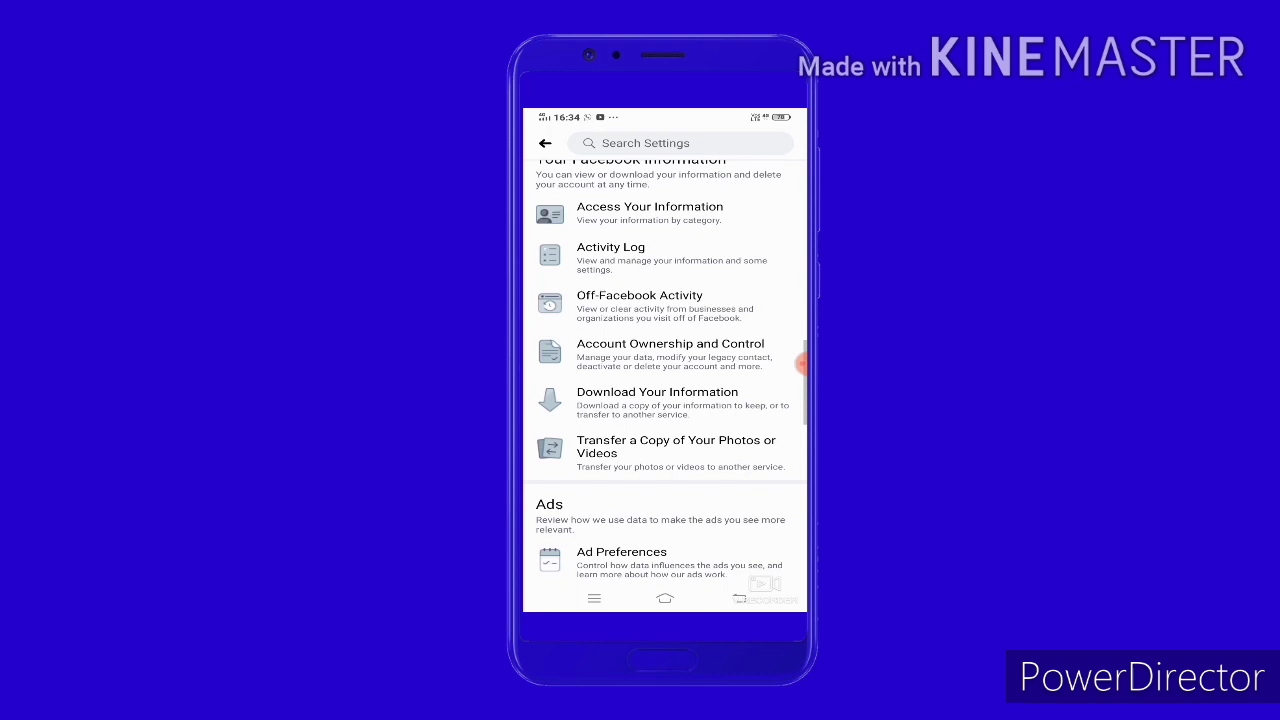 Made with KINEMASTER
16:34 ...
VoLTE 4G 78
Search Settings
Your Facebook Information
You can view or download your information and delete
your account at any time.
Access Your Information
View your information by category.
Activity Log
View and manage your information and some
settings.
Off-Facebook Activity
View or clear activity from businesses and
organizations you visit off of Facebook.
Account Ownership and Control
Manage your data, modify your legacy contact,
deactivate or delete your account and more.
Download Your Information
Download a copy of your information to keep, or to
transfer to another service.
Transfer a Copy of Your Photos or
Videos
Transfer your photos or videos to another service.
Ads
Review how we use data to make the ads you see more
relevant.
Ad Preferences
Control how data influences the ads you see, and
learn more about how our ads work.
PowerDirector